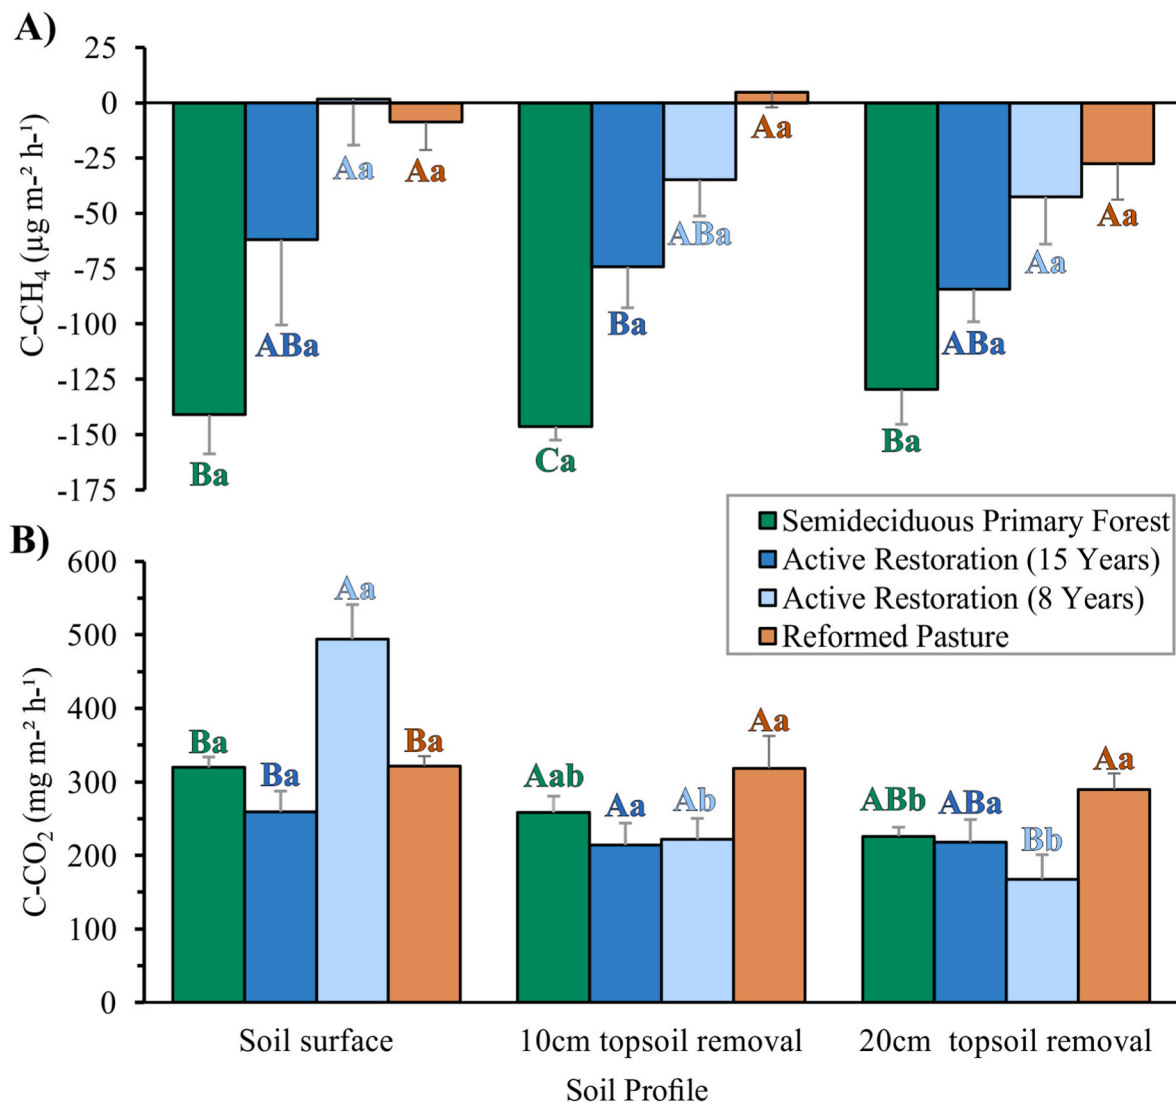 A)
25
0
-25
-50
-75
-100
-125
-150
-175
C-CH₄ (µg m-² h-¹)
Ba
ABa
Aa
Aa
Ca
Ba
ABa
Aa
Ba
ABa
Aa
Aa
Semideciduous Primary Forest
Active Restoration (15 Years)
Active Restoration (8 Years)
Reformed Pasture
B)
600
500
400
300
200
100
0
C-CO₂ (mg m-² h-¹)
Ba
Ba
Aa
Ba
Aab
Aa
Ab
Aa
ABb
ABa
Bb
Aa
Soil surface
10cm topsoil removal
20cm topsoil removal
Soil Profile